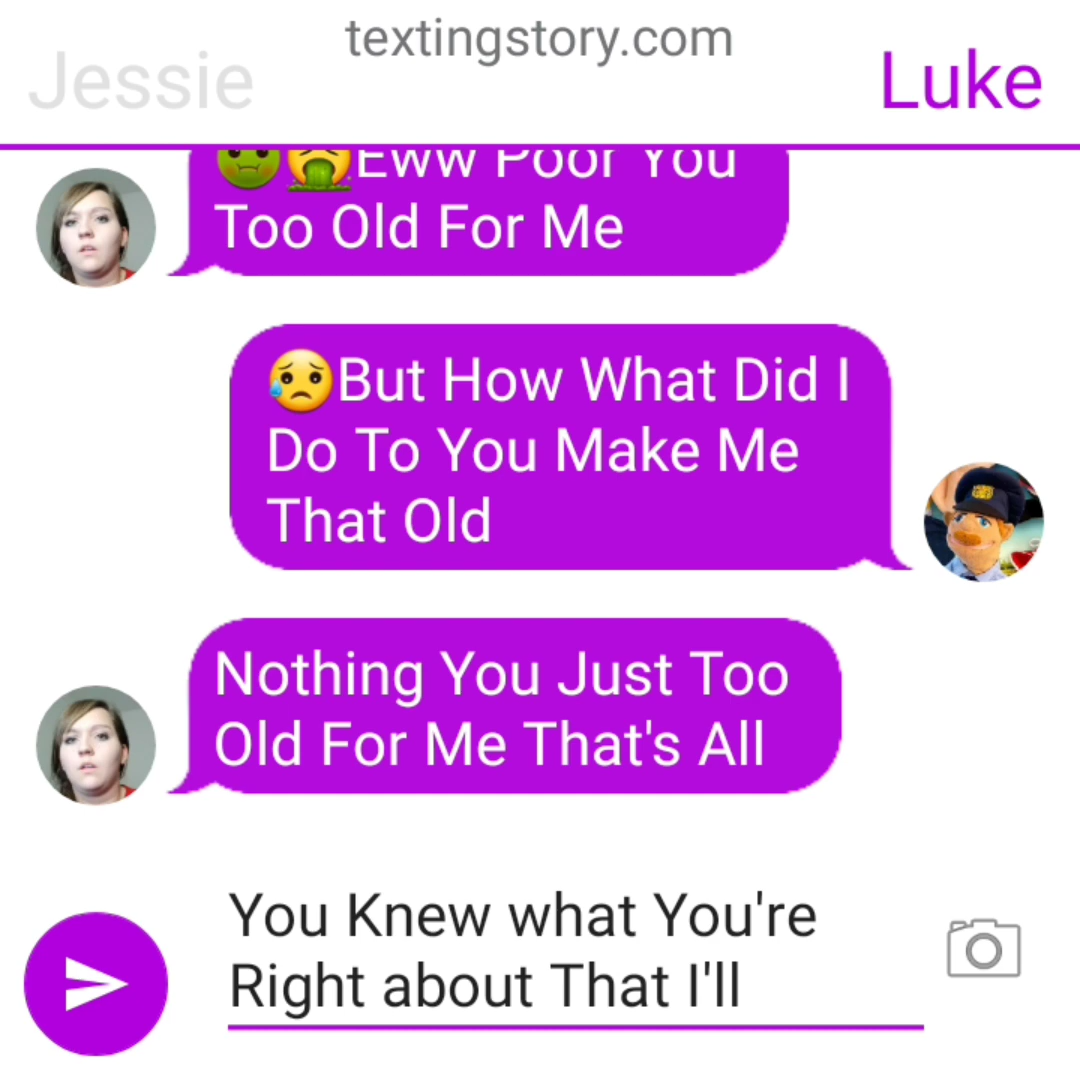 textingstory.com
Jessie
Luke
🤢🤮Eww Poor You
Too Old For Me
😥But How What Did I
Do To You Make Me
That Old
Nothing You Just Too
Old For Me That's All
You Knew what You're
Right about That I'll